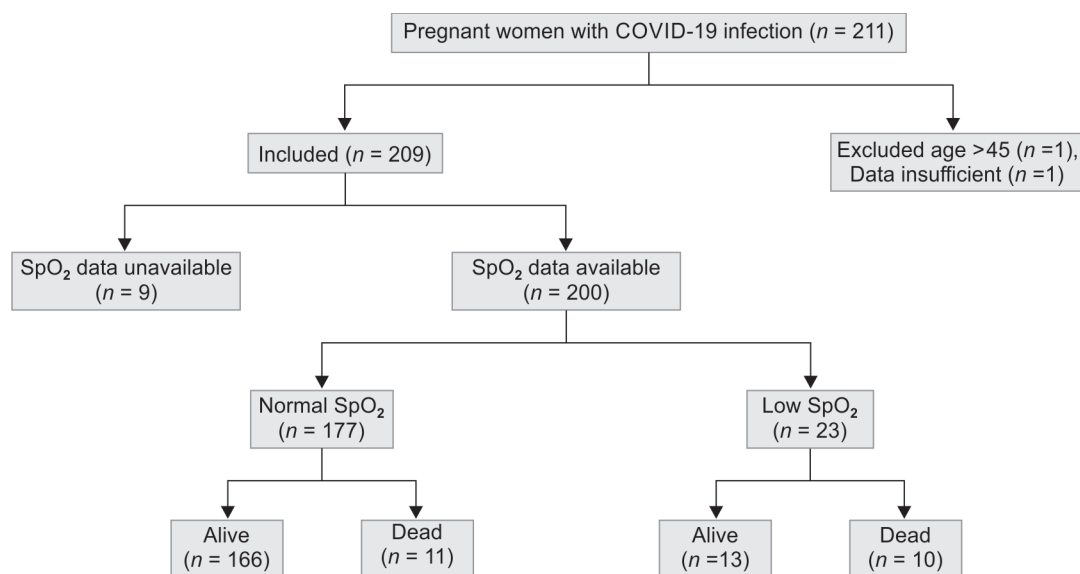 Pregnant women with COVID-19 infection (n = 211)
Included (n = 209)
Excluded age >45 (n =1),
Data insufficient (n =1)
SpO₂ data unavailable
(n = 9)
SpO₂ data available
(n = 200)
Normal SpO₂
(n = 177)
Low SpO₂
(n = 23)
Alive
(n = 166)
Dead
(n = 11)
Alive
(n =13)
Dead
(n = 10)